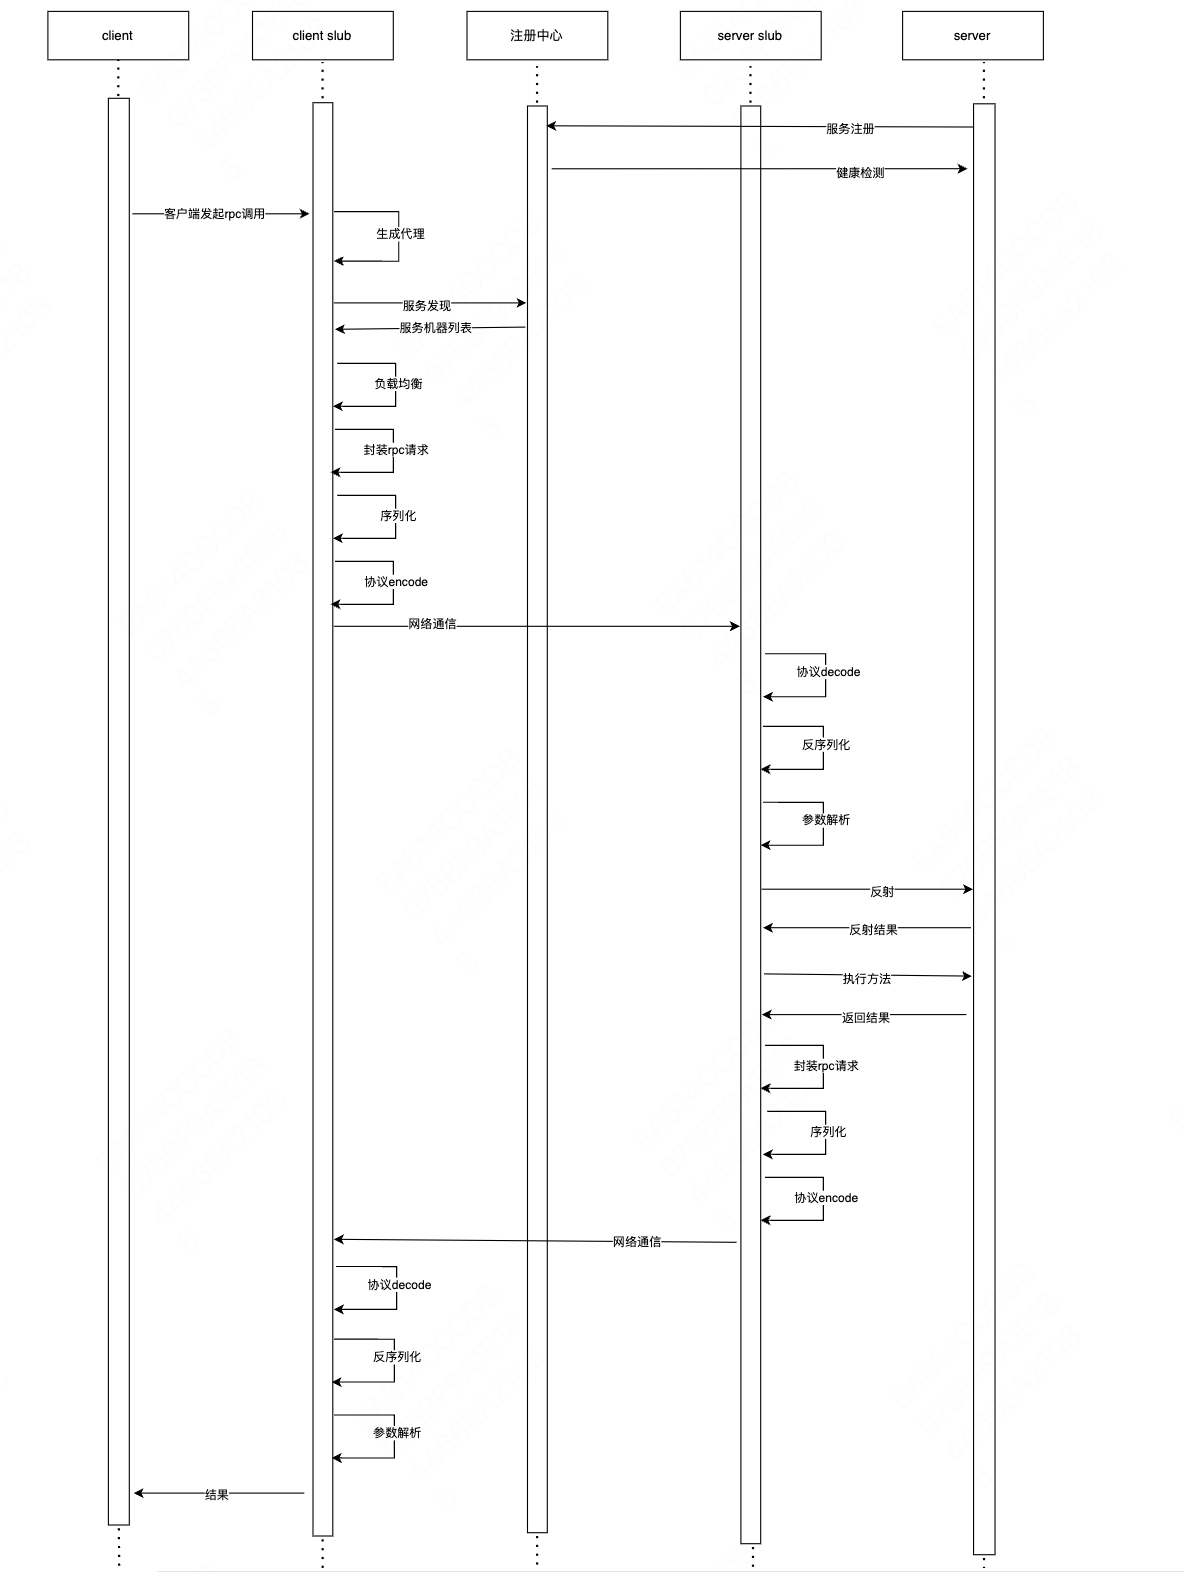 client
client slub
注册中心
server slub
server
服务注册
健康检测
客户端发起rpc调用
生成代理
服务发现
服务机器列表
负载均衡
封装rpc请求
序列化
协议encode
网络通信
协议decode
反序列化
参数解析
反射
反射结果
执行方法
返回结果
封装rpc请求
序列化
协议encode
网络通信
协议decode
反序列化
参数解析
结果